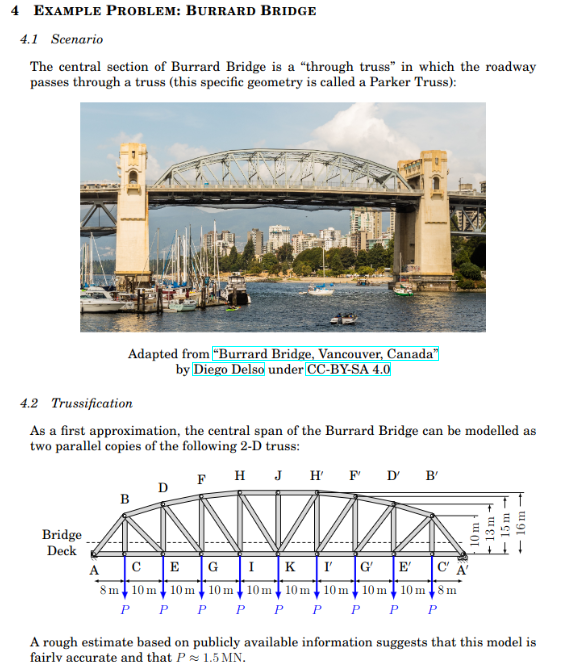 4 EXAMPLE PROBLEM: BURRARD BRIDGE
4.1 Scenario
The central section of Burrard Bridge is a “through truss” in which the roadway
passes through a truss (this specific geometry is called a Parker Truss):
Adapted from “Burrard Bridge, Vancouver, Canada”
by Diego Delso under CC-BY-SA 4.0
4.2 Trussification
As a first approximation, the central span of the Burrard Bridge can be modelled as
two parallel copies of the following 2-D truss:
B D F H J H′ F′ D′ B′
Bridge
Deck
10 m 13 m 15 m 16 m
A C E G I K I′ G′ E′ C′ A′
8 m 10 m 10 m 10 m 10 m 10 m 10 m 10 m 10 m 8 m
P P P P P P P P P
A rough estimate based on publicly available information suggests that this model is
fairly accurate and that P ≈ 1.5 MN.